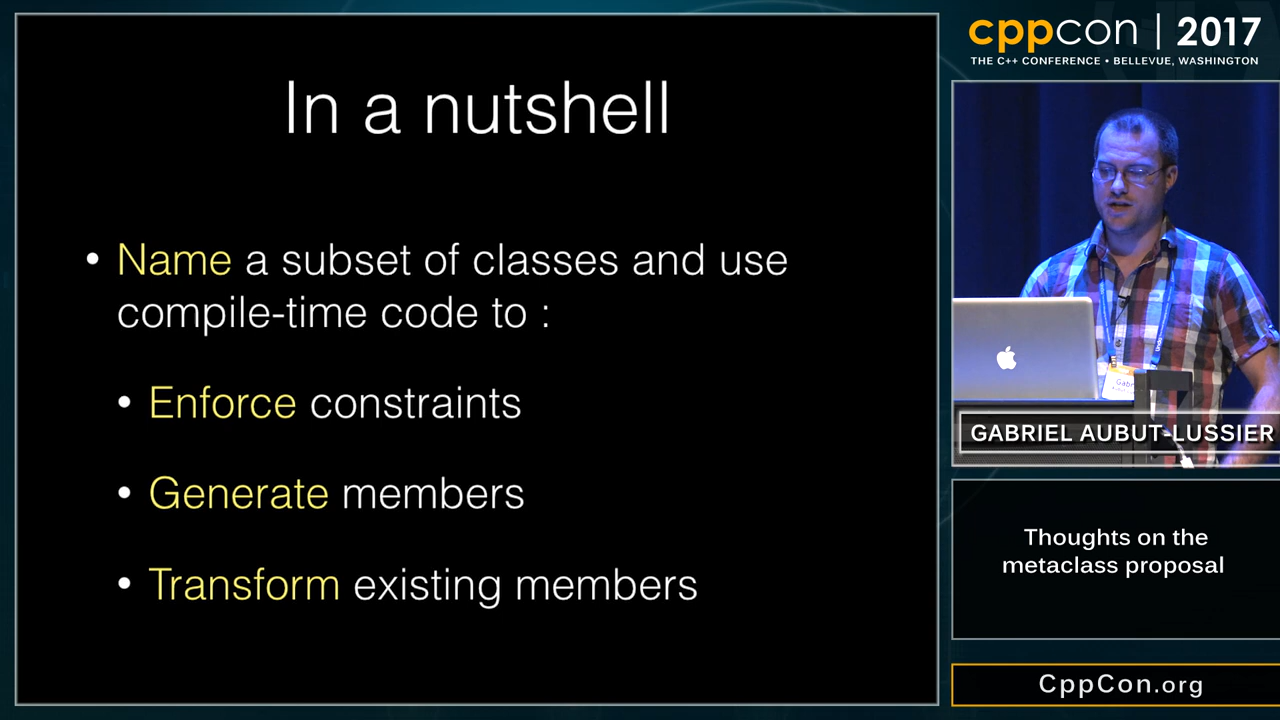 In a nutshell
• Name a subset of classes and use
compile-time code to :
• Enforce constraints
• Generate members
• Transform existing members
cppcon | 2017
THE C++ CONFERENCE • BELLEVUE, WASHINGTON
GABRIEL AUBUT-LUSSIER
Thoughts on the
metaclass proposal
CppCon.org